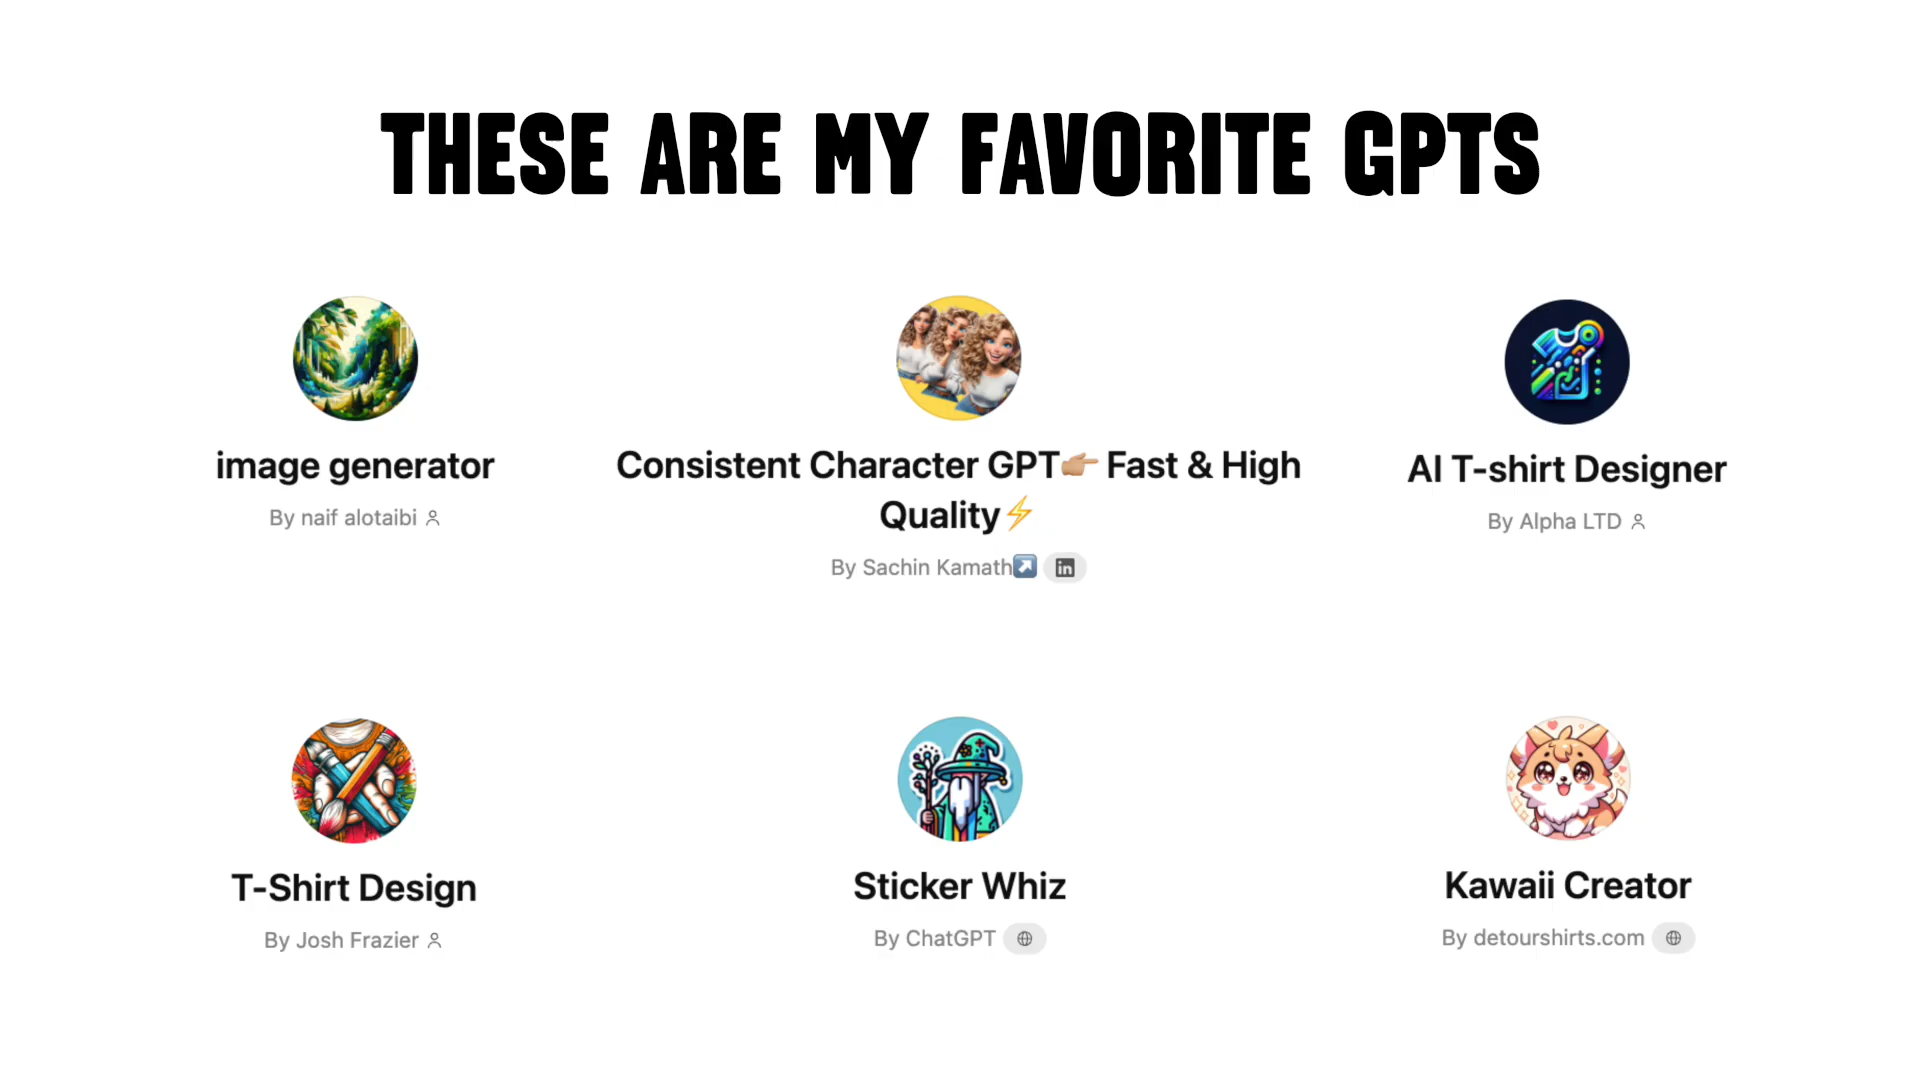 THESE ARE MY FAVORITE GPTS
image generator
By naif alotaibi
Consistent Character GPT👉🏼 Fast & High
Quality⚡
By Sachin Kamath↗️ in
AI T-shirt Designer
By Alpha LTD
T-Shirt Design
By Josh Frazier
Sticker Whiz
By ChatGPT
Kawaii Creator
By detourshirts.com